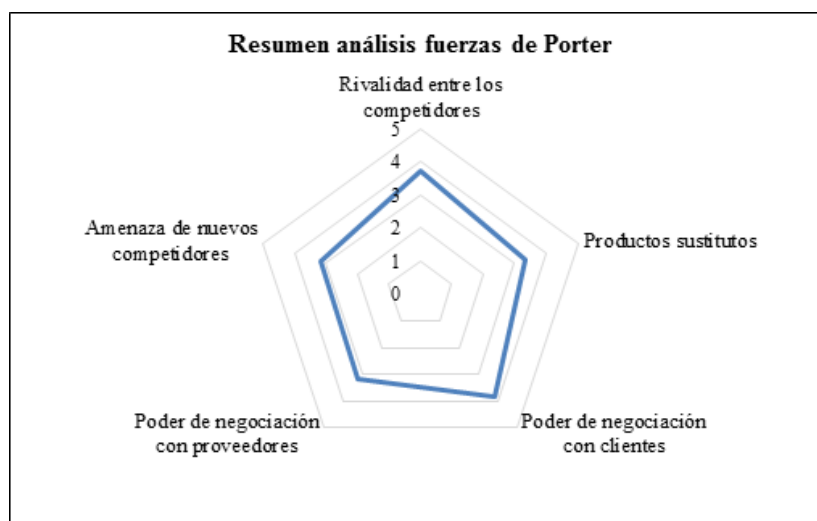 Resumen análisis fuerzas de Porter
Rivalidad entre los
competidores
5
4
3
2
1
0
Amenaza de nuevos
competidores
Productos sustitutos
Poder de negociación
con proveedores
Poder de negociación
con clientes